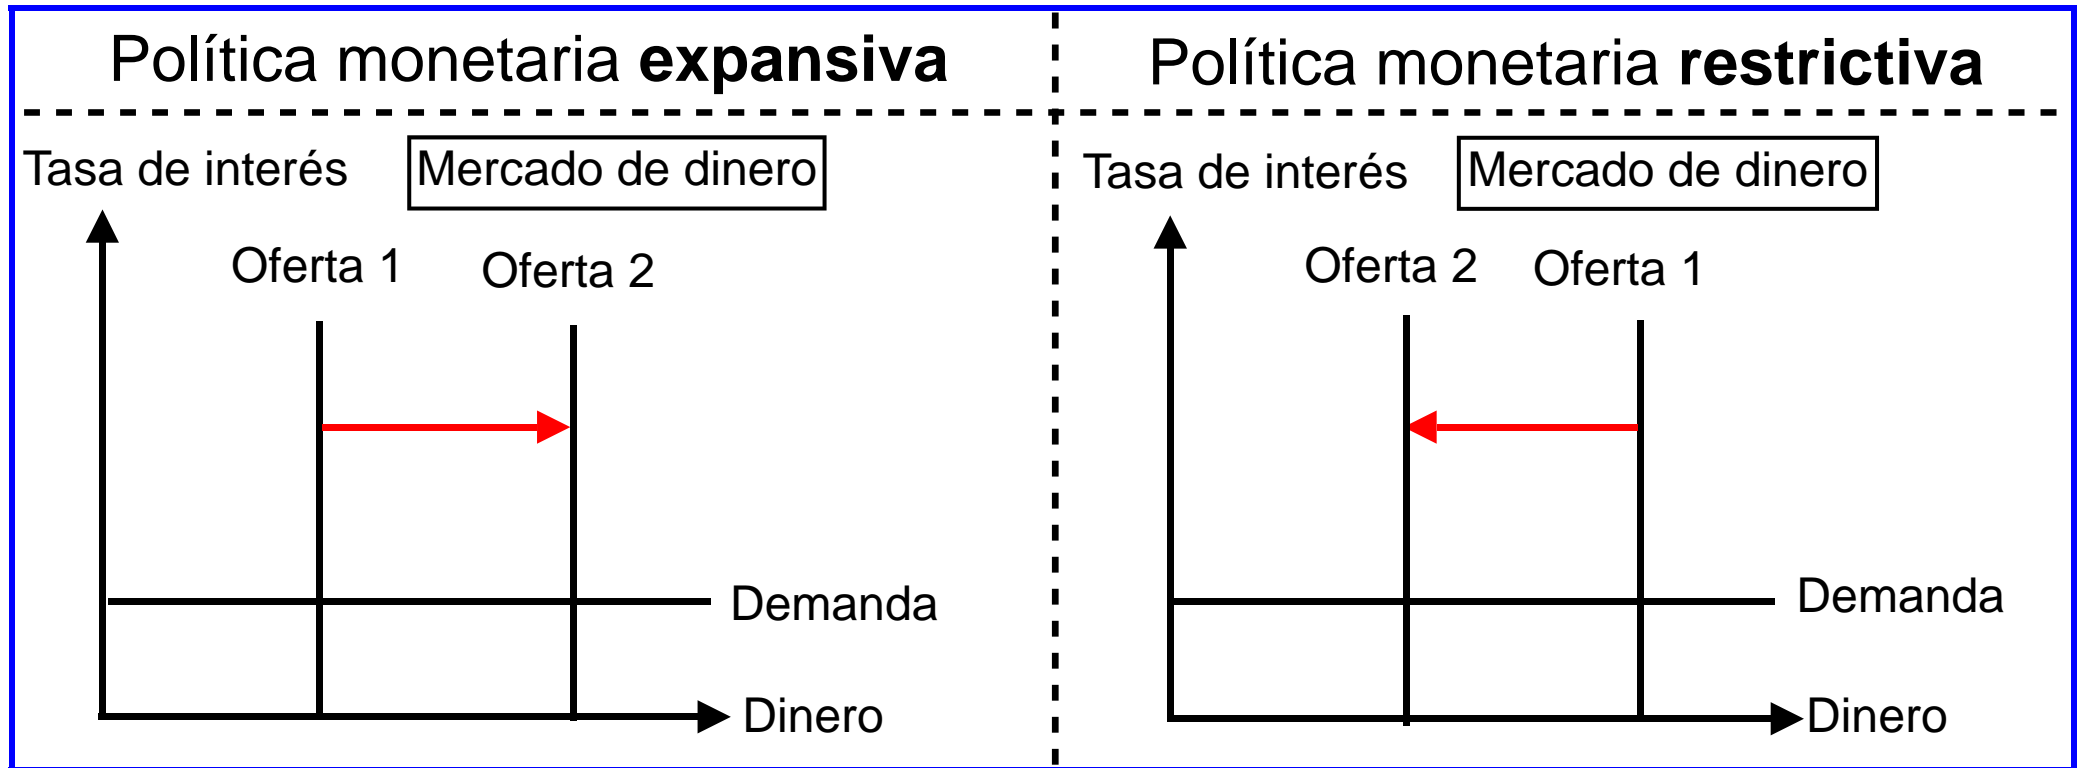 Política monetaria expansiva
Tasa de interés
Mercado de dinero
Oferta 1
Oferta 2
Demanda
Dinero
Política monetaria restrictiva
Tasa de interés
Mercado de dinero
Oferta 2
Oferta 1
Demanda
Dinero